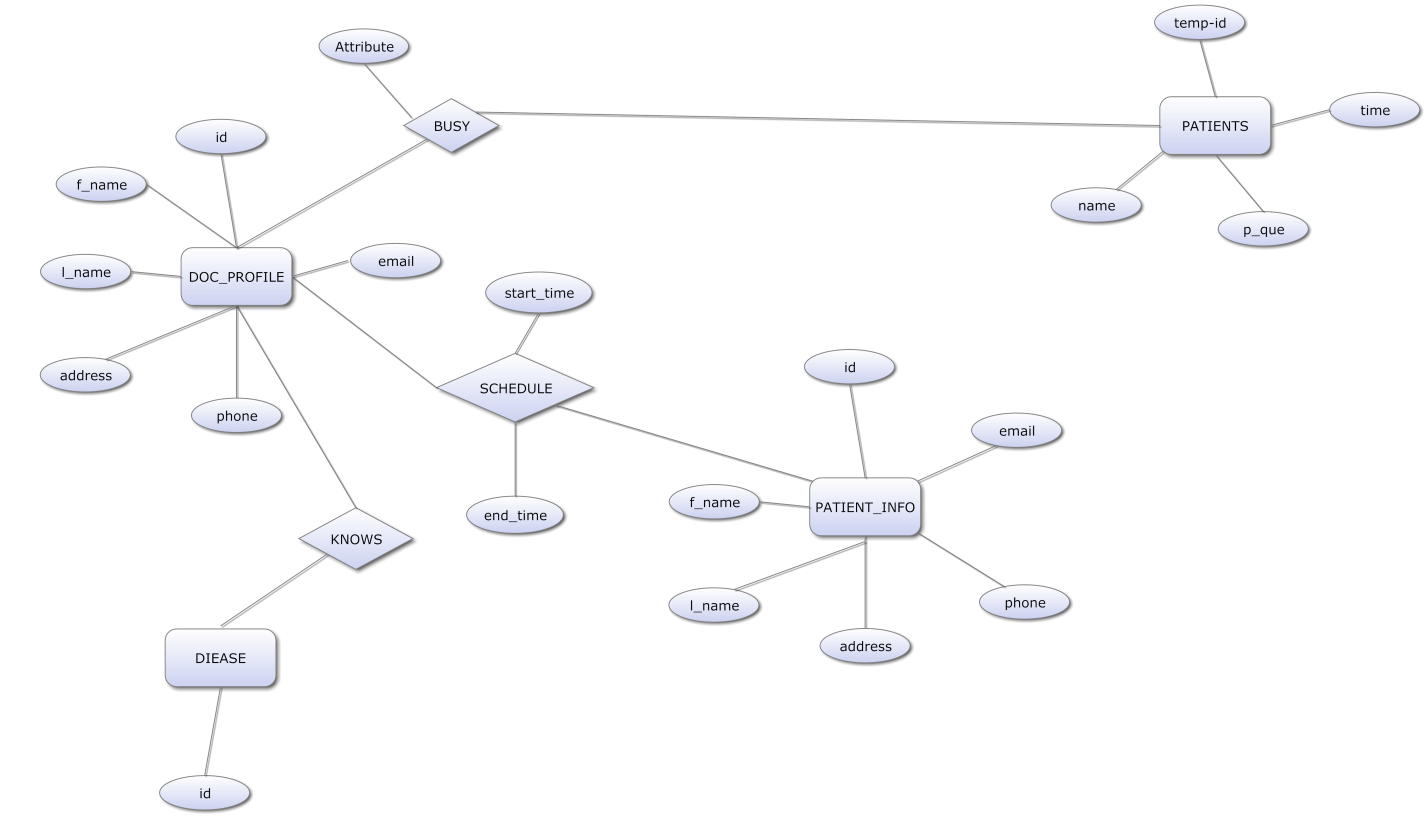 temp-id
Attribute
time
BUSY
PATIENTS
id
f_name
name
p_que
l_name
DOC_PROFILE
email
start_time
address
SCHEDULE
id
phone
email
f_name
PATIENT_INFO
end_time
KNOWS
l_name
phone
address
DIEASE
id